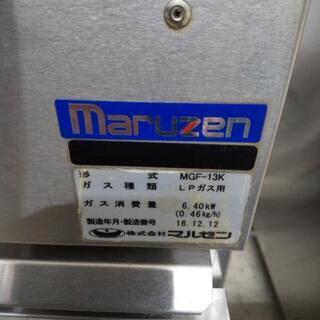 maruzen
形式 MGF-13K
ガス種類 LPガス用
ガス消費量 6.40kW
(0.46kg/h)
製造年月・製造番号 16.12.12
株式会社マルゼン